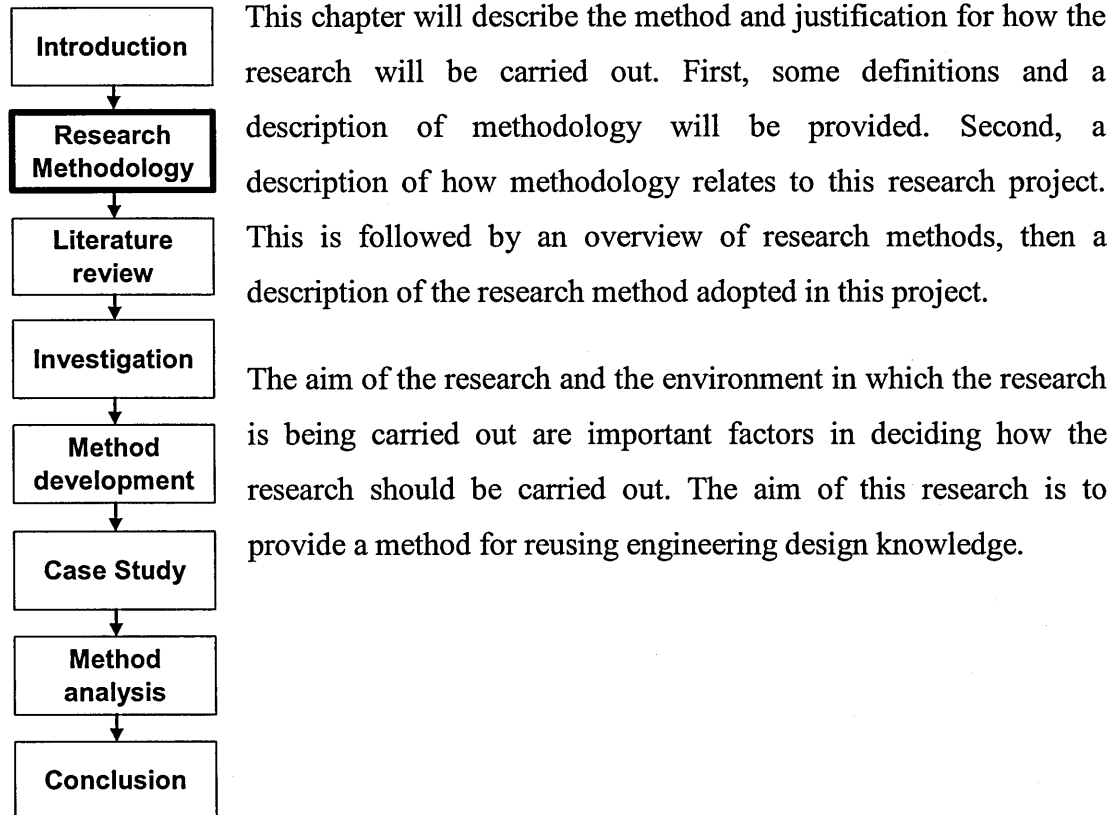 Introduction
Research
Methodology
Literature
review
Investigation
Method
development
Case Study
Method
analysis
Conclusion
This chapter will describe the method and justification for how the
research will be carried out. First, some definitions and a
description of methodology will be provided. Second, a
description of how methodology relates to this research project.
This is followed by an overview of research methods, then a
description of the research method adopted in this project.
The aim of the research and the environment in which the research
is being carried out are important factors in deciding how the
research should be carried out. The aim of this research is to
provide a method for reusing engineering design knowledge.